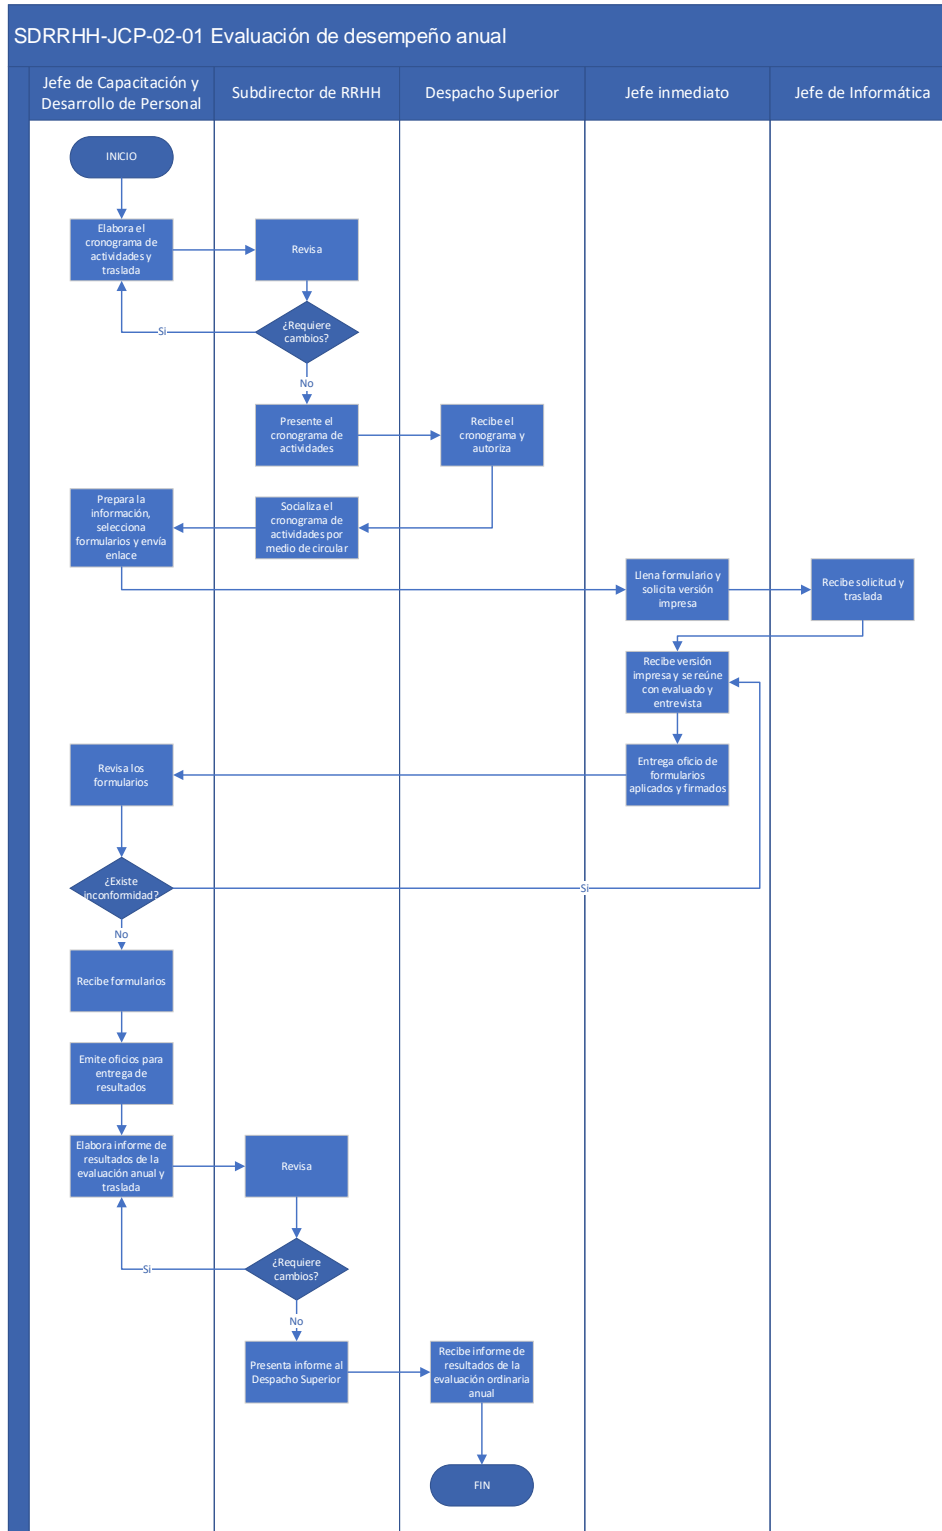 SDRRHH-JCP-02-01 Evaluación de desempeño anual
Jefe de Capacitación y
Desarrollo de Personal
Subdirector de RRHH
Despacho Superior
Jefe inmediato
Jefe de Informática
INICIO
Elabora el
cronograma de
actividades y
traslada
Revisa
¿Requiere
cambios?
Si
No
Presente el
cronograma de
actividades
Recibe el
cronograma y
autoriza
Socializa el
cronograma de
actividades por
medio de circular
Prepara la
información,
selecciona
formularios y envía
enlace
Llena formulario y
solicita versión
impresa
Recibe solicitud y
traslada
Recibe versión
impresa y se reúne
con evaluado y
entrevista
Entrega oficio de
formularios
aplicados y firmados
Revisa los
formularios
¿Existe
inconformidad?
Si
No
Recibe formularios
Emite oficios para
entrega de
resultados
Elabora informe de
resultados de la
evaluación anual y
traslada
Revisa
¿Requiere
cambios?
Si
No
Presenta informe al
Despacho Superior
Recibe informe de
resultados de la
evaluación ordinaria
anual
FIN